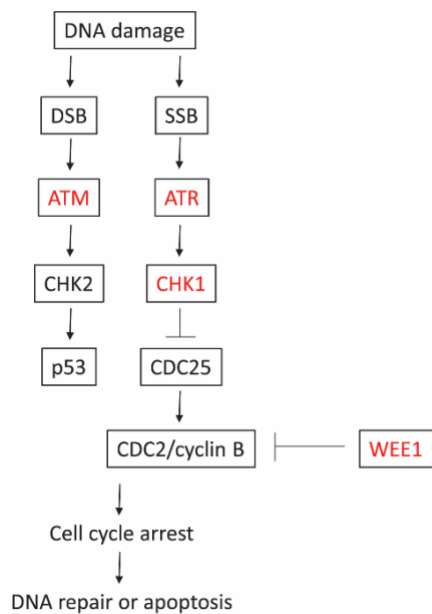 DNA damage
DSB SSB
ATM ATR
CHK2 CHK1
p53 CDC25
CDC2/cyclin B WEE1
Cell cycle arrest
DNA repair or apoptosis